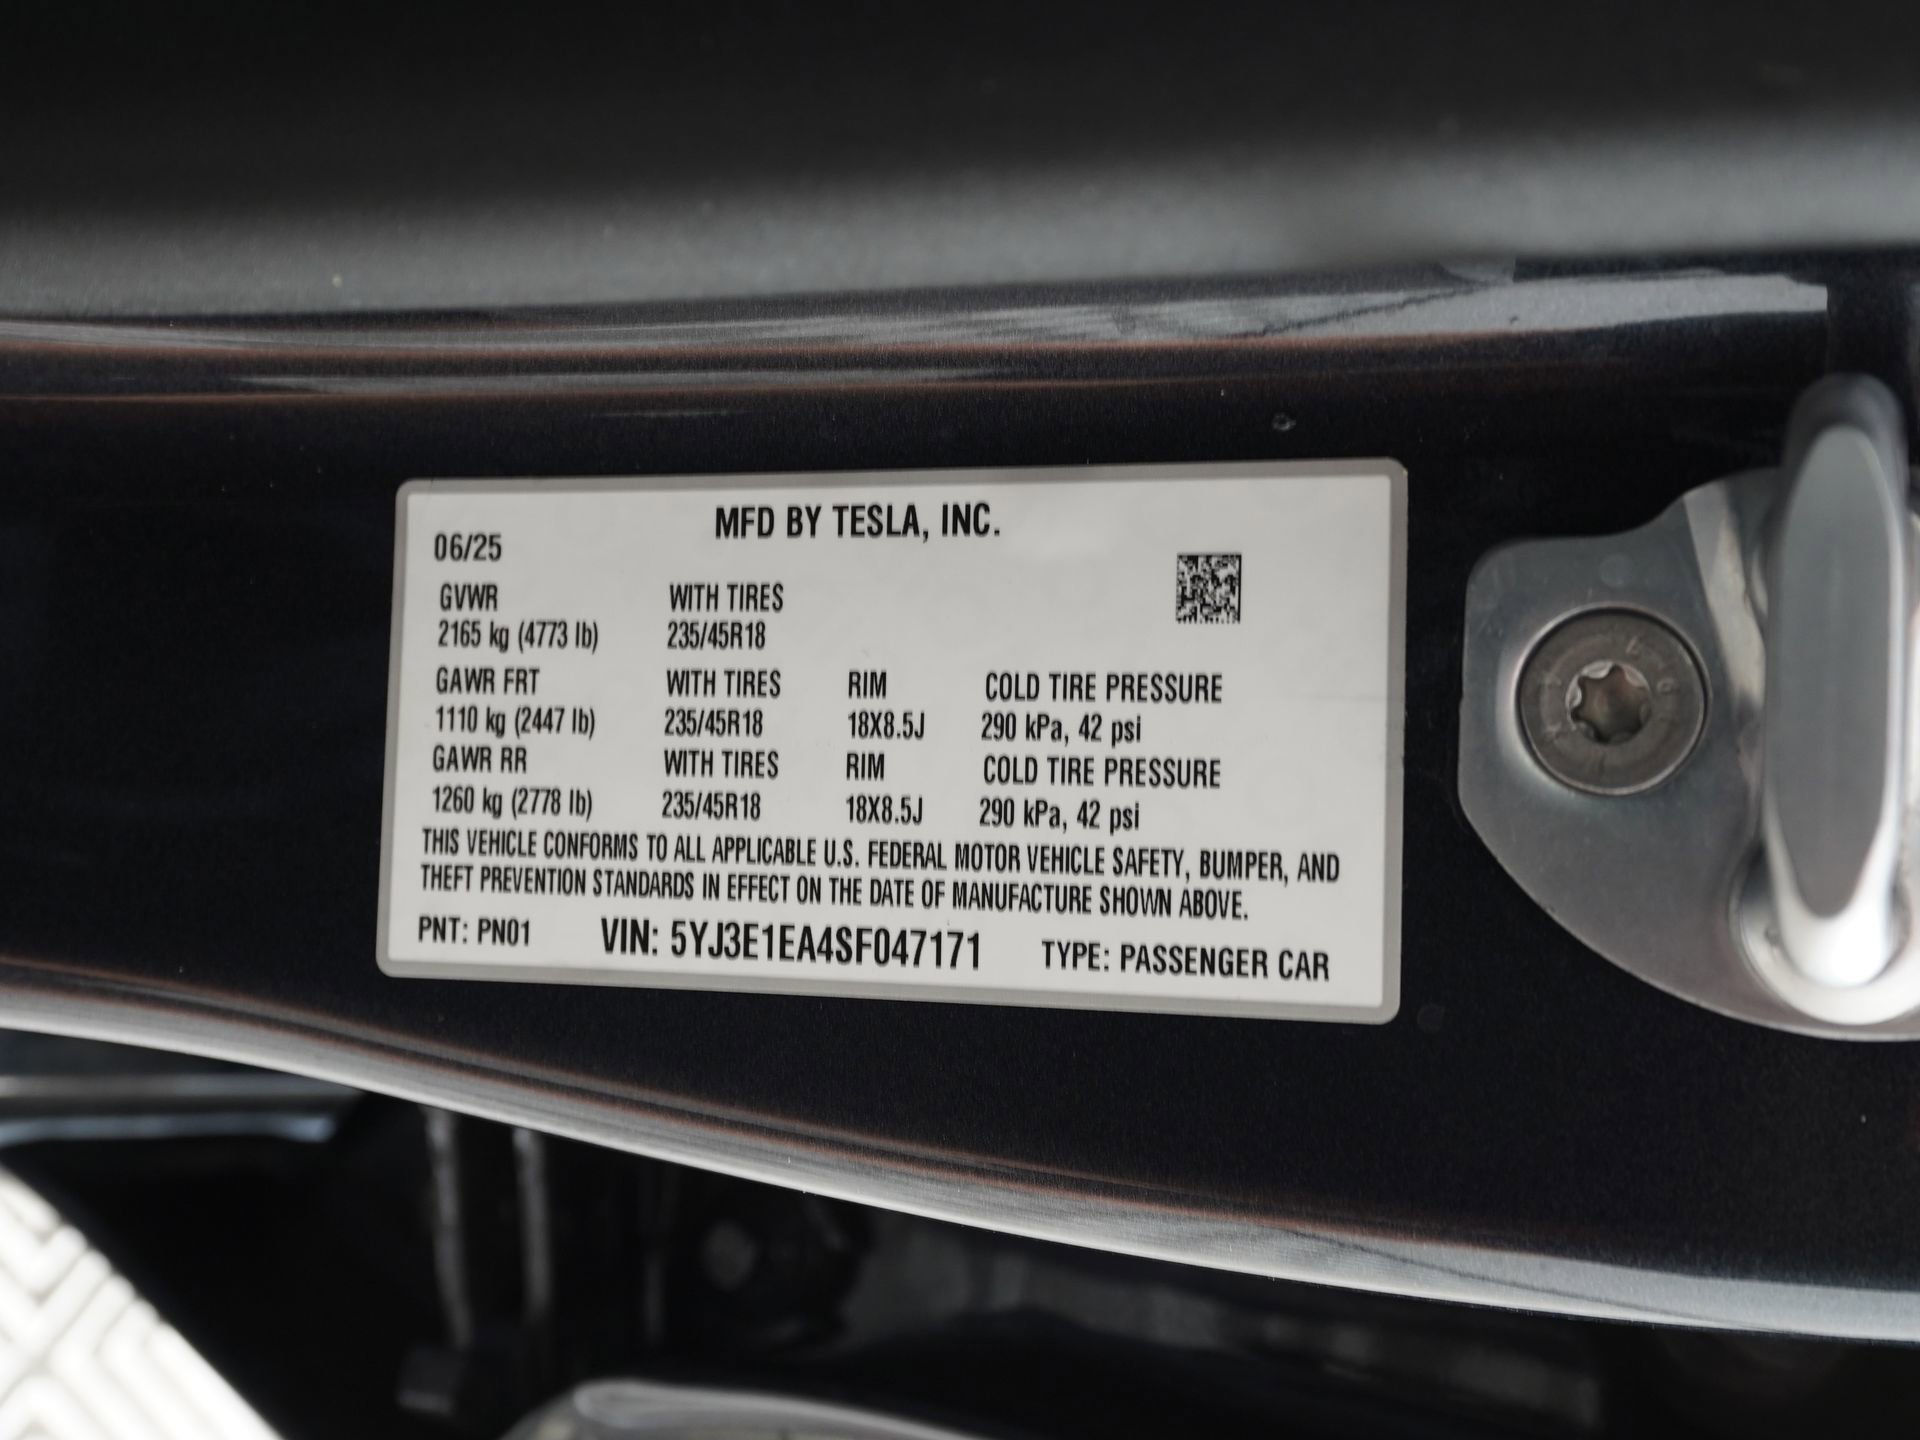 MFD BY TESLA, INC.
06/25
GVWR WITH TIRES
2165 kg (4773 lb) 235/45R18
GAWR FRT WITH TIRES RIM COLD TIRE PRESSURE
1110 kg (2447 lb) 235/45R18 18X8.5J 290 kPa, 42 psi
GAWR RR WITH TIRES RIM COLD TIRE PRESSURE
1260 kg (2778 lb) 235/45R18 18X8.5J 290 kPa, 42 psi
THIS VEHICLE CONFORMS TO ALL APPLICABLE U.S. FEDERAL MOTOR VEHICLE SAFETY, BUMPER, AND
THEFT PREVENTION STANDARDS IN EFFECT ON THE DATE OF MANUFACTURE SHOWN ABOVE.
PNT: PN01 VIN: 5YJ3E1EA4SF047171 TYPE: PASSENGER CAR